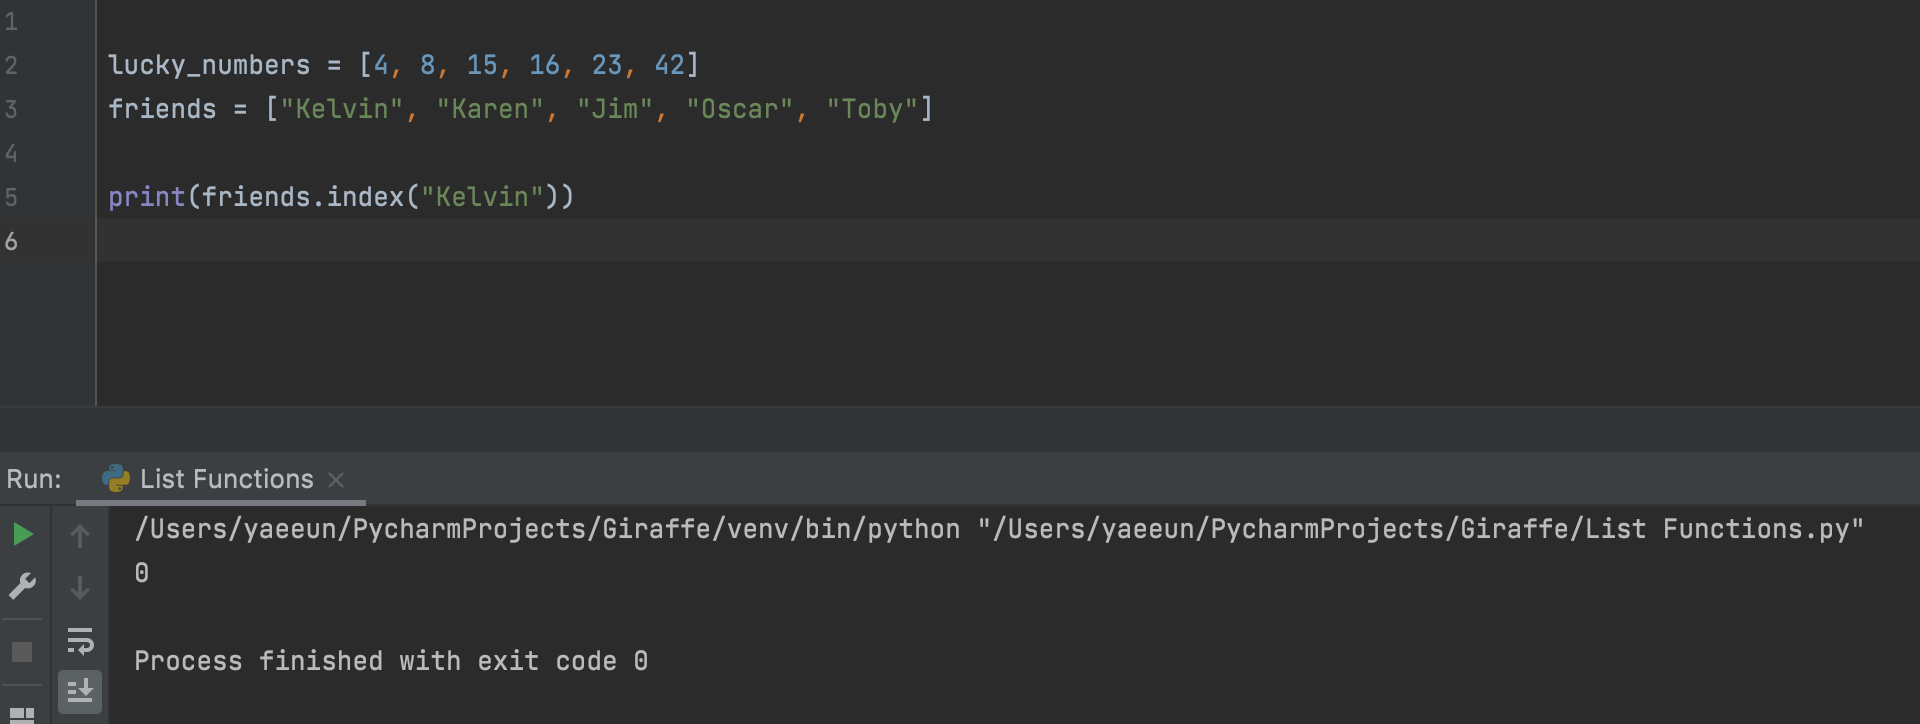 1
2 lucky_numbers = [4, 8, 15, 16, 23, 42]
3 friends = ["Kelvin", "Karen", "Jim", "Oscar", "Toby"]
4
5 print(friends.index("Kelvin"))
6
Run: List Functions
/Users/yaeeun/PycharmProjects/Giraffe/venv/bin/python "/Users/yaeeun/PycharmProjects/Giraffe/List Functions.py"
0
Process finished with exit code 0